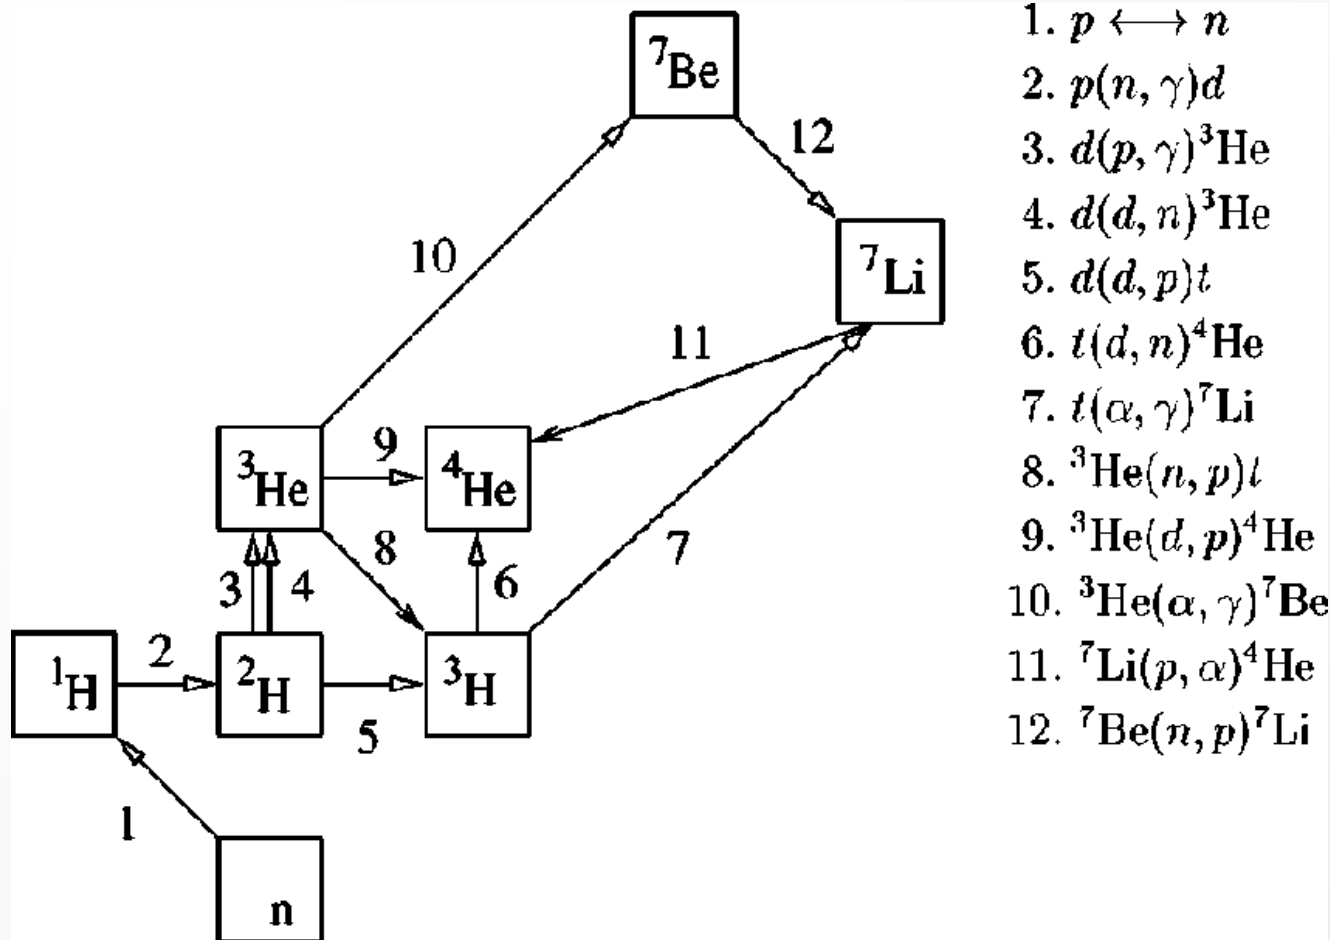 ⁷Be
12
10
⁷Li
11
³He
9
⁴He
8
7
3
4
6
¹H
2
²H
5
³H
1
n
1. p ⟷ n
2. p(n, γ)d
3. d(p, γ)³He
4. d(d, n)³He
5. d(d, p)t
6. t(d, n)⁴He
7. t(α, γ)⁷Li
8. ³He(n, p)t
9. ³He(d, p)⁴He
10. ³He(α, γ)⁷Be
11. ⁷Li(p, α)⁴He
12. ⁷Be(n, p)⁷Li